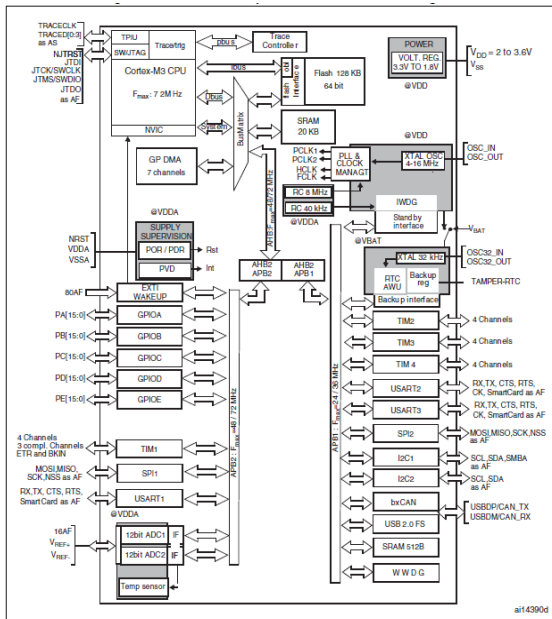 TRACECLK
TRACED[0:3]
as AS
NJTRST
JTDI
JTCK/SWCLK
JTMS/SWDIO
JTDO
as AF
TPIU
SW/JTAG
Trace/trig
Cortex-M3 CPU
Fmax: 7 2M Hz
NVIC
pbus
Trace
Controller
Ibus
Dbus
System
BusMatrix
flash obl
Interface
Flash 128 KB
64 bit
SRAM
20 KB
POWER
VOLT. REG.
3.3V TO 1.8V
VDD = 2 to 3.6V
VSS
@VDD
GP DMA
7 channels
AHB:Fmax=48/72 MHz
PCLK1
PCLK2
HCLK
FCLK
PLL &
CLOCK
MANAGT
XTAL OSC
4-16 MHz
OSC_IN
OSC_OUT
RC 8 MHz
RC 40 kHz
@VDDA
IWDG
Stand by
interface
VBAT
@VBAT
@VDDA
SUPPLY
SUPERVISION
POR / PDR
PVD
Rst
Int
NRST
VDDA
VSSA
AHB2
APB2
AHB2
APB1
XTAL 32 kHz
OSC32_IN
OSC32_OUT
RTC
AWU
Backup
reg
TAMPER-RTC
Backup interface
80AF
EXTI
WAKEUP
PA[15:0]
GPIOA
PB[15:0]
GPIOB
PC[15:0]
GPIOC
PD[15:0]
GPIOD
PE[15:0]
GPIOE
4 Channels
3 compl. Channels
ETR and BKIN
TIM1
MOSI,MISO,
SCK,NSS as AF
SPI1
RX,TX, CTS, RTS,
SmartCard as AF
USART1
@VDDA
16AF
VREF+
VREF-
12bit ADC1
IF
12bit ADC2
IF
Temp sensor
APB2 : Fmax=48 / 72 MHz
APB1 : Fmax=24 / 36 MHz
TIM2
4 Channels
TIM3
4 Channels
TIM 4
4 Channels
USART2
RX,TX, CTS, RTS,
CK, SmartCard as AF
USART3
RX,TX, CTS, RTS,
CK, SmartCard as AF
SPI2
MOSI,MISO,SCK,NSS
as AF
I2C1
SCL,SDA,SMBA
as AF
I2C2
SCL,SDA
as AF
bxCAN
USBDP/CAN_TX
USBDM/CAN_RX
USB 2.0 FS
SRAM 512B
W W D G
ai14390d